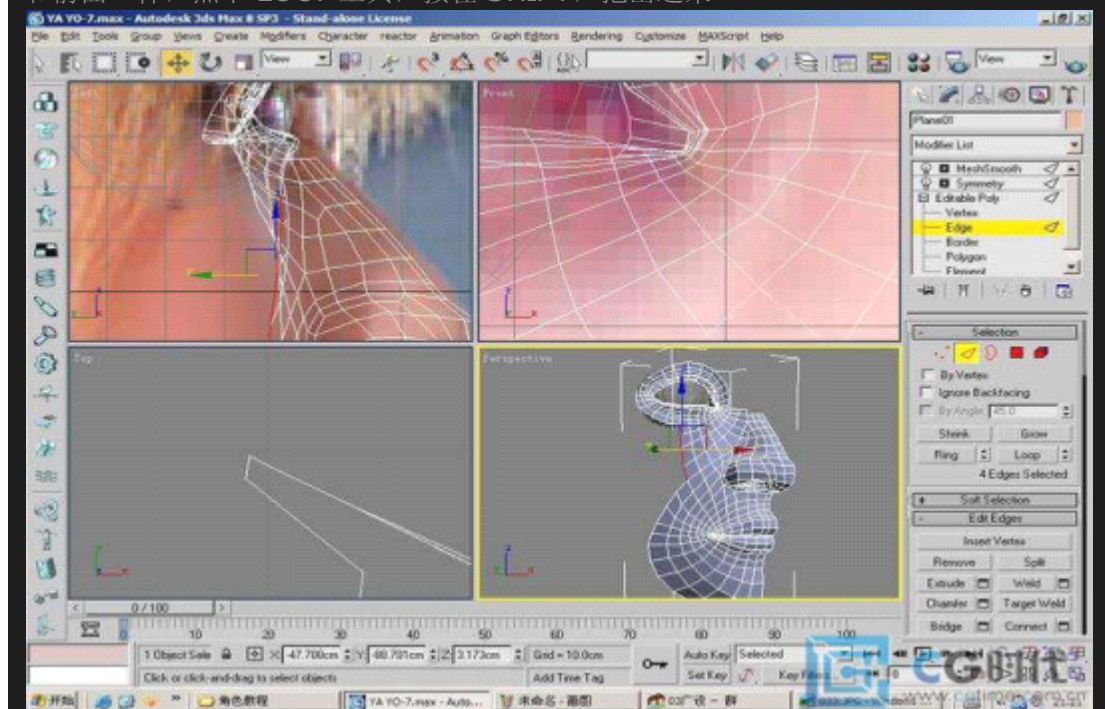 YA YO-7.max - Autodesk 3ds Max 8 SP3 - Stand-alone License
File Edit Tools Group Views Create Modifiers Character reactor Animation Graph Editors Rendering Customize MAXScript Help
View
View
Left
Front
Top
Perspective
Plane01
Modifier List
MeshSmooth
Symmetry
Editable Poly
Vertex
Edge
Border
Polygon
Element
Selection
By Vertex
Ignore Backfacing
By Angle: 45.0
Shrink Grow
Ring Loop
4 Edges Selected
Soft Selection
Edit Edges
Insert Vertex
Remove Split
Extrude Weld
Chamfer Target Weld
Bridge Connect
0 / 100
0 10 20 30 40 50 60 70 80 90 100
1 Object Sele X: -47.700cm Y: -88.791cm Z: 3.173cm Grid = 10.0cm Auto Key Selected
Click or click-and-drag to select objects Add Time Tag Set Key
CG时代
开始 角色教程 YA YO-7.max - Auto... 未命名 - 画图